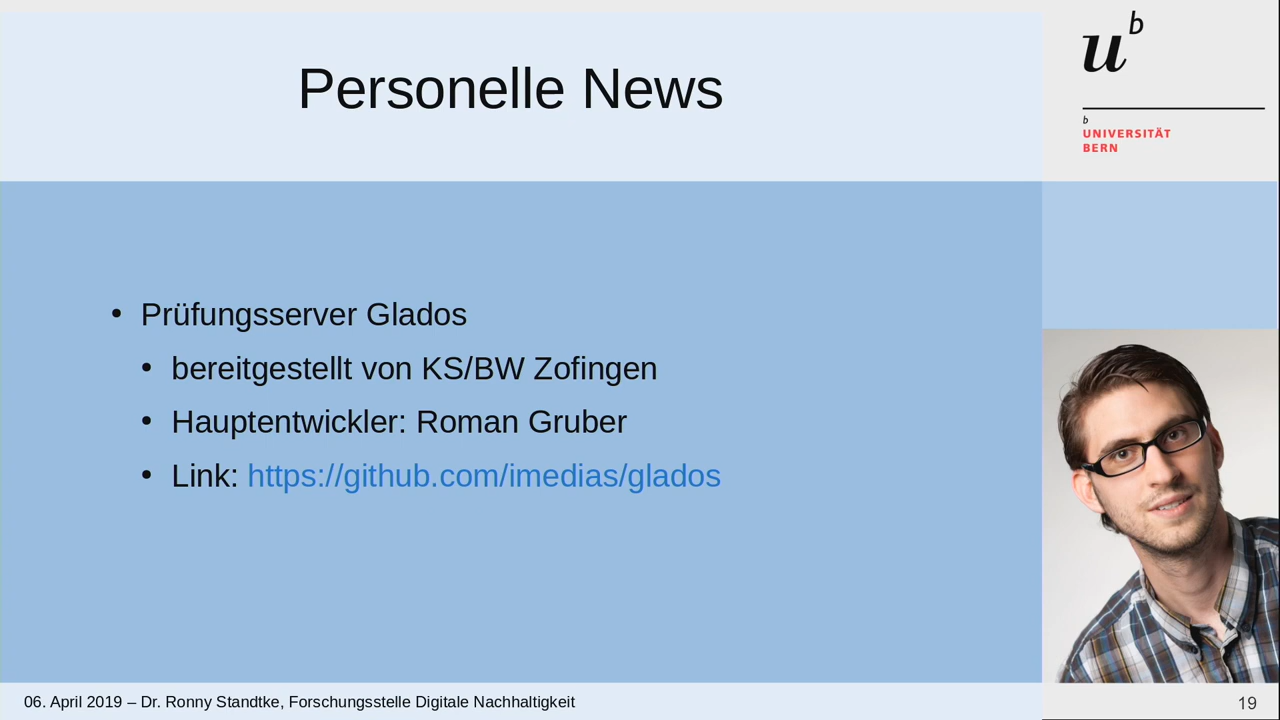 Personelle News
u b
b
UNIVERSITÄT
BERN
• Prüfungsserver Glados
• bereitgestellt von KS/BW Zofingen
• Hauptentwickler: Roman Gruber
• Link: https://github.com/imedias/glados
06. April 2019 – Dr. Ronny Standtke, Forschungsstelle Digitale Nachhaltigkeit
19